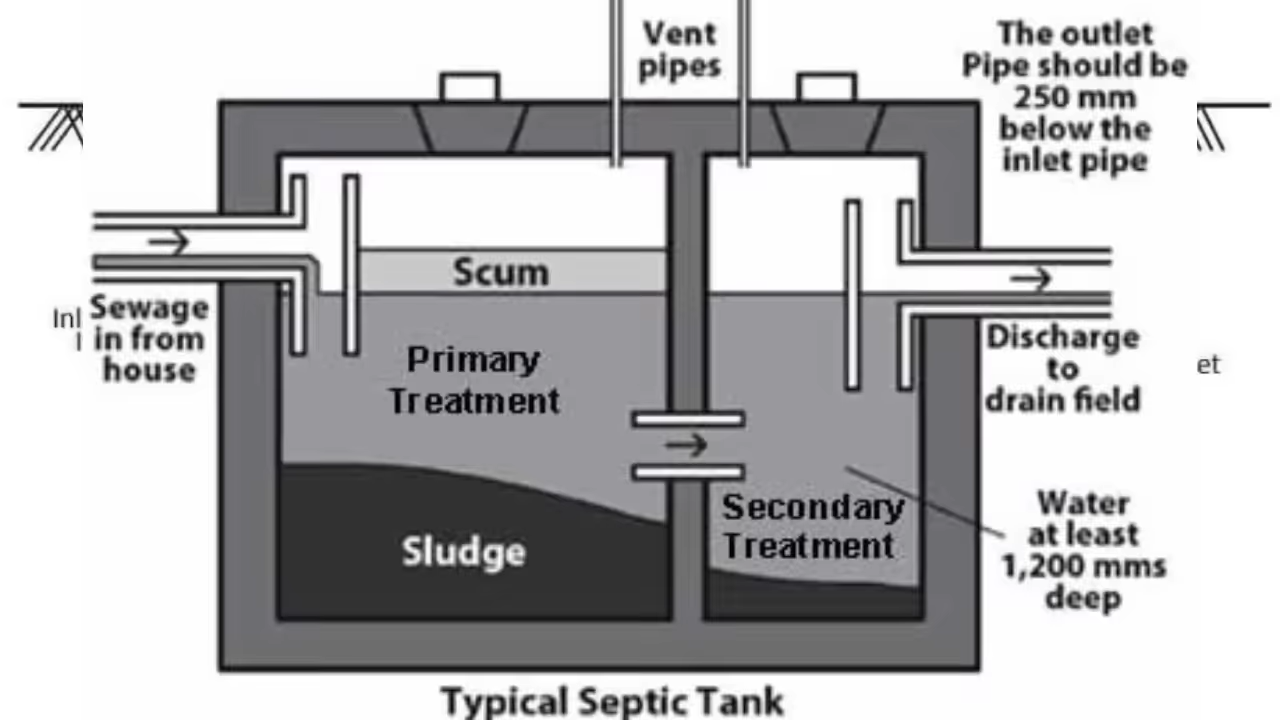 Vent
pipes
The outlet
Pipe should be
250 mm
below the
inlet pipe
Scum
Sewage
in from
house
Primary
Treatment
Discharge
to
drain field
Secondary
Treatment
Sludge
Water
at least
1,200 mms
deep
Typical Septic Tank